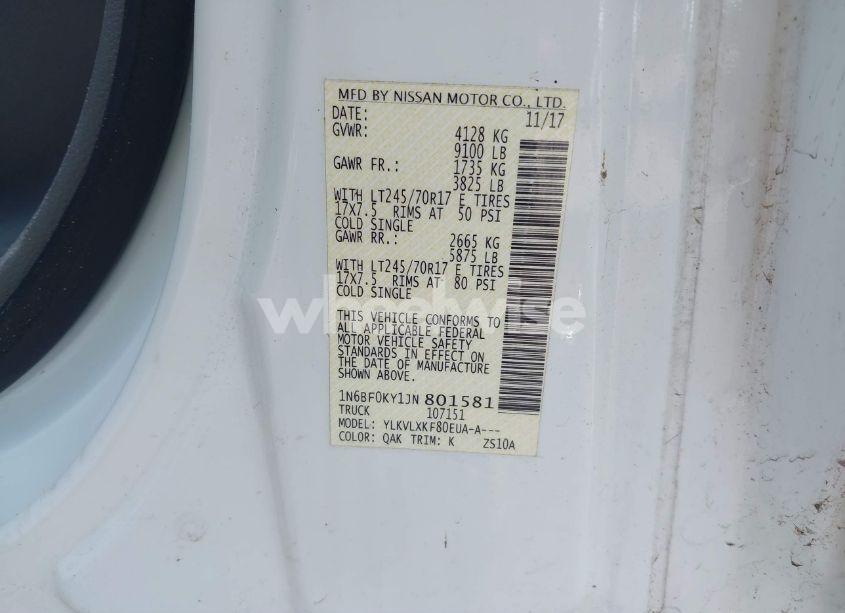 MFD BY NISSAN MOTOR CO., LTD.
DATE: 11/17
GVWR: 4128 KG
9100 LB
GAWR FR.: 1735 KG
3825 LB
WITH LT245/70R17 E TIRES
17X7.5 RIMS AT 50 PSI
COLD SINGLE
GAWR RR.: 2665 KG
5875 LB
WITH LT245/70R17 E TIRES
17X7.5 RIMS AT 80 PSI
COLD SINGLE
wheelwise
THIS VEHICLE CONFORMS TO
ALL APPLICABLE FEDERAL
MOTOR VEHICLE SAFETY
STANDARDS IN EFFECT ON
THE DATE OF MANUFACTURE
SHOWN ABOVE.
1N6BF0KY1JN801581
TRUCK 107151
MODEL: YLKVLXKF80EUA-A---
COLOR: QAK TRIM: K ZS10A